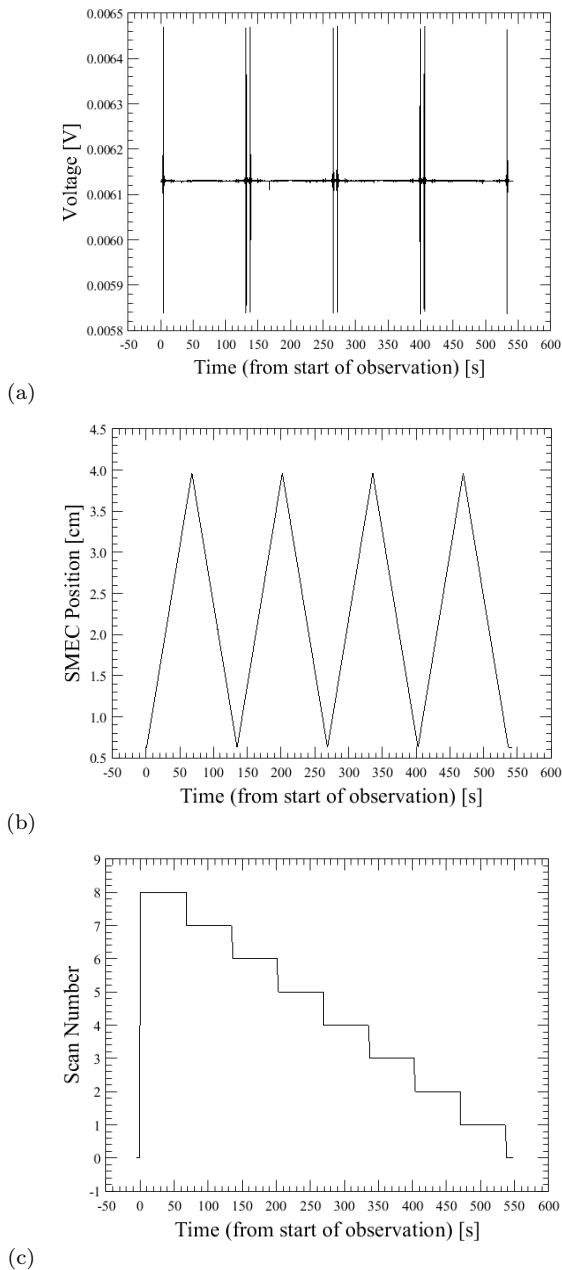 0.0065
0.0064
0.0063
0.0062
0.0061
0.0060
0.0059
0.0058
Voltage [V]
-50 0 50 100 150 200 250 300 350 400 450 500 550 600
Time (from start of observation) [s]
(a)
4.5
4.0
3.5
3.0
2.5
2.0
1.5
1.0
0.5
SMEC Position [cm]
-50 0 50 100 150 200 250 300 350 400 450 500 550 600
Time (from start of observation) [s]
(b)
9
8
7
6
5
4
3
2
1
0
-1
Scan Number
-50 0 50 100 150 200 250 300 350 400 450 500 550 600
Time (from start of observation) [s]
(c)